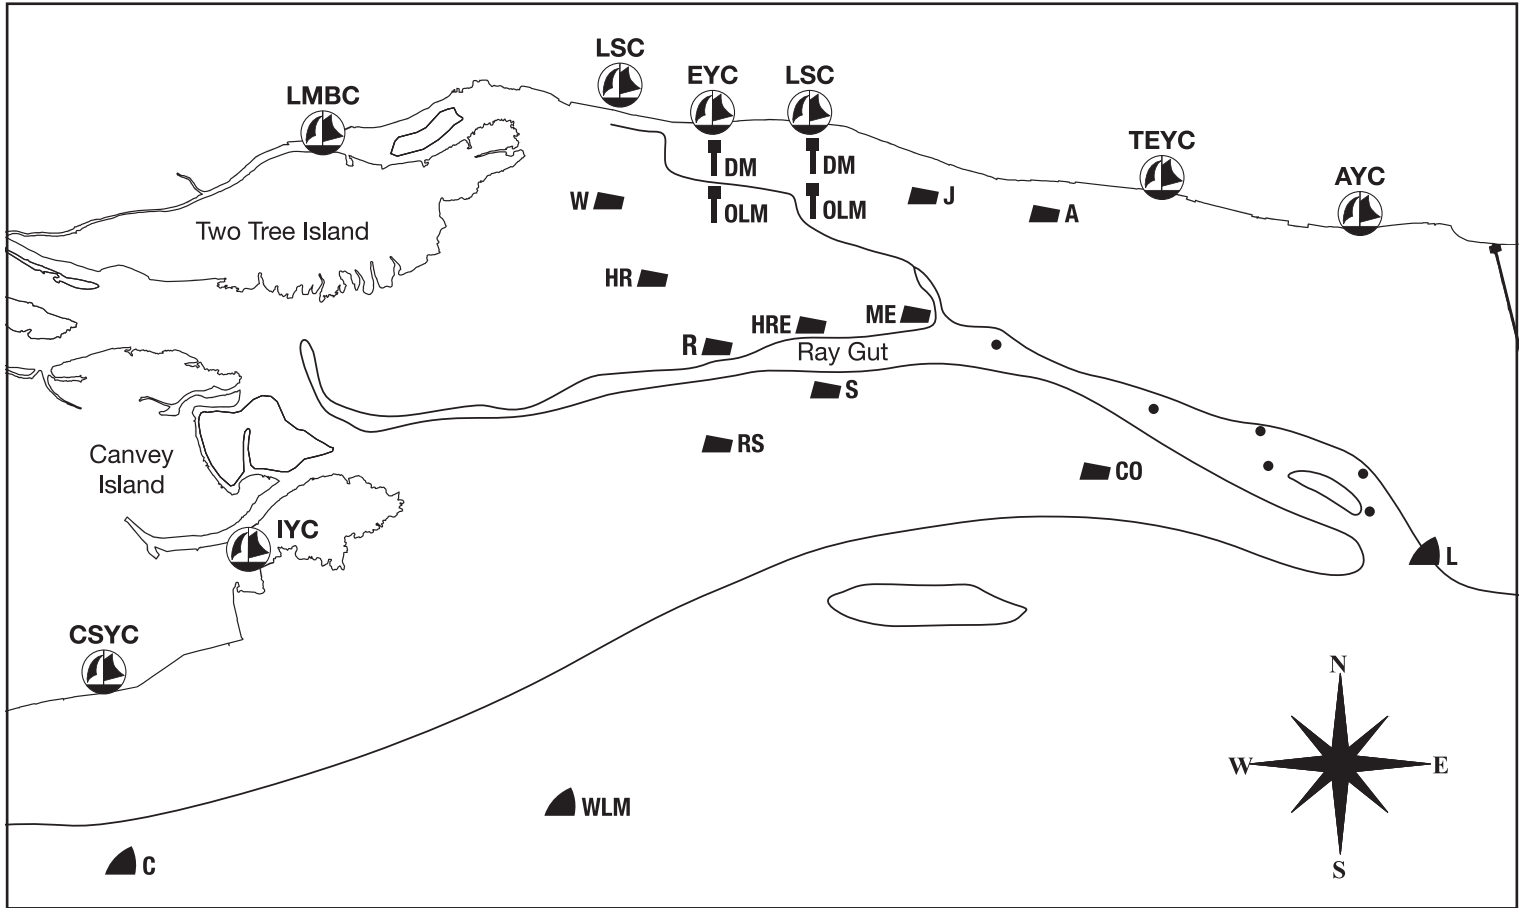 LSC
EYC
LSC
LMBC
TEYC
AYC
DM
DM
W
OLM
OLM
J
A
Two Tree Island
HR
HRE
ME
R
Ray Gut
S
RS
CO
Canvey
Island
IYC
L
CSYC
N
W
E
S
WLM
C